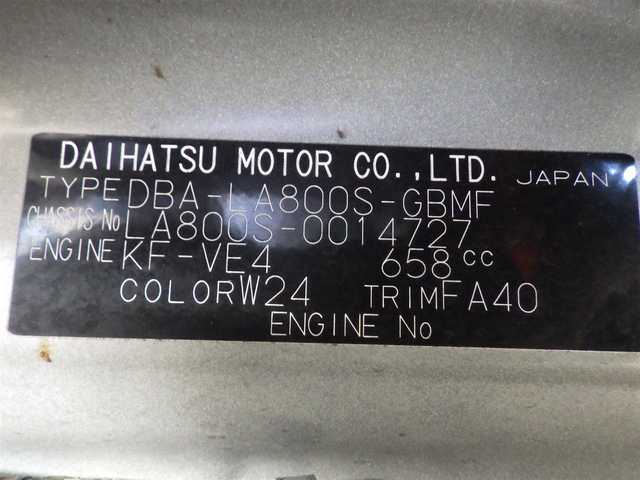 DAIHATSU MOTOR CO.,LTD. JAPAN
TYPE DBA-LA800S-GBMF
CHASSIS No LA800S-0014727
ENGINE KF-VE4 658cc
COLOR W24 TRIM FA40
ENGINE No